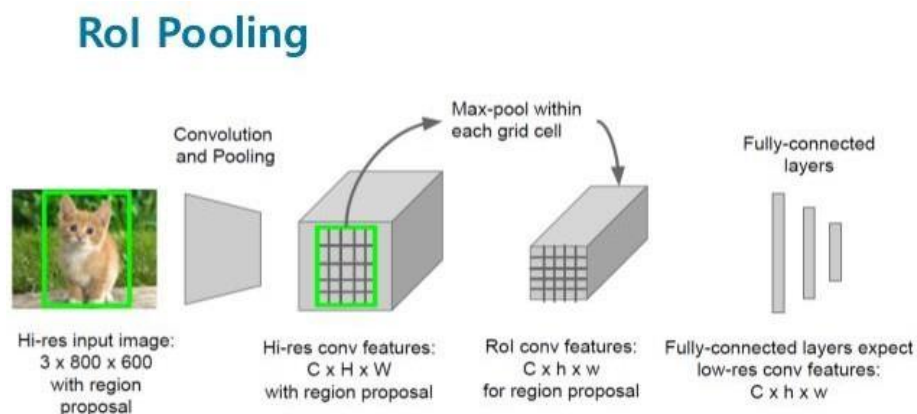 RoI Pooling
Convolution
and Pooling
Max-pool within
each grid cell
Fully-connected
layers
Hi-res input image:
3 x 800 x 600
with region
proposal
Hi-res conv features:
C x H x W
with region proposal
RoI conv features:
C x h x w
for region proposal
Fully-connected layers expect
low-res conv features:
C x h x w